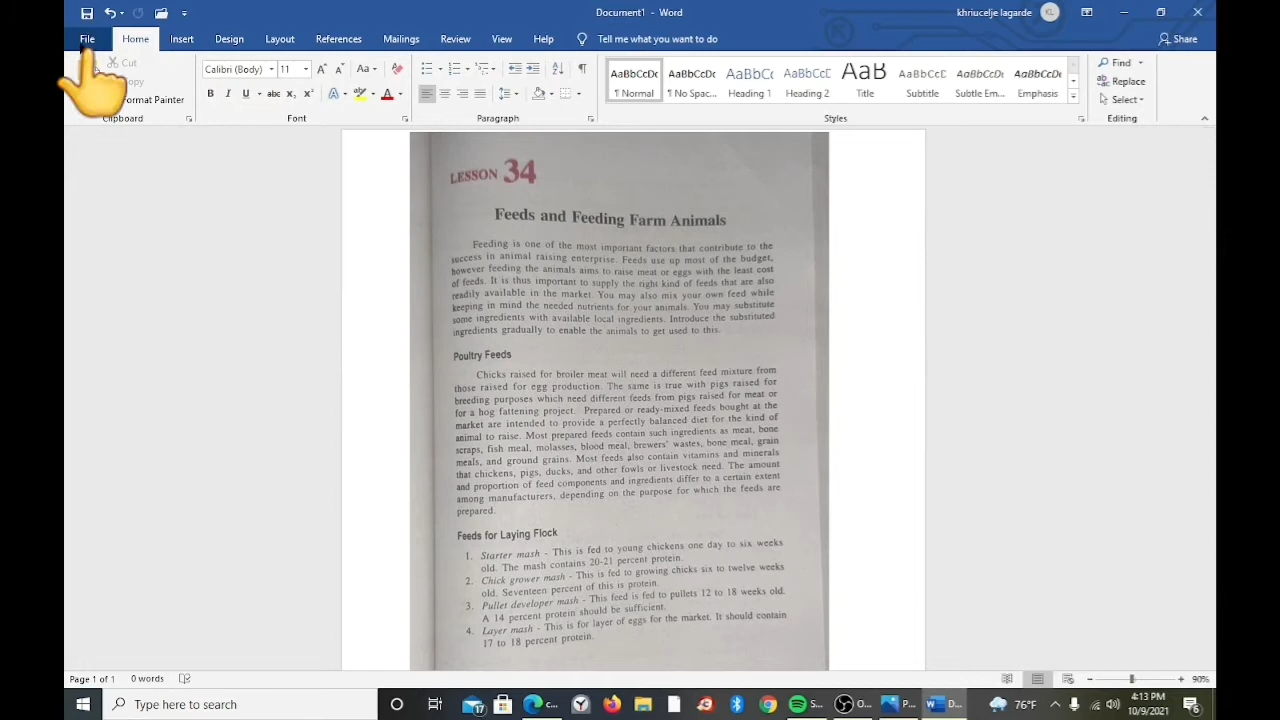 Document1 - Word
khriucelje lagarde
KL
File
Home
Insert
Design
Layout
References
Mailings
Review
View
Help
Tell me what you want to do
Share
Cut
Format Painter
Clipboard
Calibri (Body)
11
Font
Paragraph
AaBbCcDc
¶ Normal
AaBbCcDc
¶ No Spac...
AaBbCc
Heading 1
AaBbCcD
Heading 2
AaB
Title
AaBbCcD
Subtitle
AaBbCcDc
Subtle Em...
AaBbCcDc
Emphasis
Styles
Find
Replace
Select
Editing
LESSON 34
Feeds and Feeding Farm Animals
Feeding is one of the most important factors that contribute to the
success in animal raising enterprise. Feeds use up most of the budget,
however feeding the animals aims to raise meat or eggs with the least cost
of feeds. It is thus important to supply the right kind of feeds that are also
readily available in the market. You may also mix your own feed while
keeping in mind the needed nutrients for your animals. You may substitute
some ingredients with available local ingredients. Introduce the substituted
ingredients gradually to enable the animals to get used to this.
Poultry Feeds
Chicks raised for broiler meat will need a different feed mixture from
those raised for egg production. The same is true with pigs raised for
breeding purposes which need different feeds from pigs raised for meat or
for a hog fattening project. Prepared or ready-mixed feeds bought at the
market are intended to provide a perfectly balanced diet for the kind of
animal to raise. Most prepared feeds contain such ingredients as meat, bone
scraps, fish meal, molasses, blood meal, brewers' wastes, bone meal, grain
meals, and ground grains. Most feeds also contain vitamins and minerals
that chickens, pigs, ducks, and other fowls or livestock need. The amount
and proportion of feed components and ingredients differ to a certain extent
among manufacturers, depending on the purpose for which the feeds are
prepared.
Feeds for Laying Flock
1. Starter mash - This is fed to young chickens one day to six weeks
old. The mash contains 20-21 percent protein.
2. Chick grower mash - This is fed to growing chicks six to twelve weeks
old. Seventeen percent of this is protein.
3. Pullet developer mash - This feed is fed to pullets 12 to 18 weeks old.
A 14 percent protein should be sufficient.
4. Layer mash - This is for layer of eggs for the market. It should contain
17 to 18 percent protein.
Page 1 of 1
0 words
90%
Type here to search
76°F
4:13 PM
10/9/2021